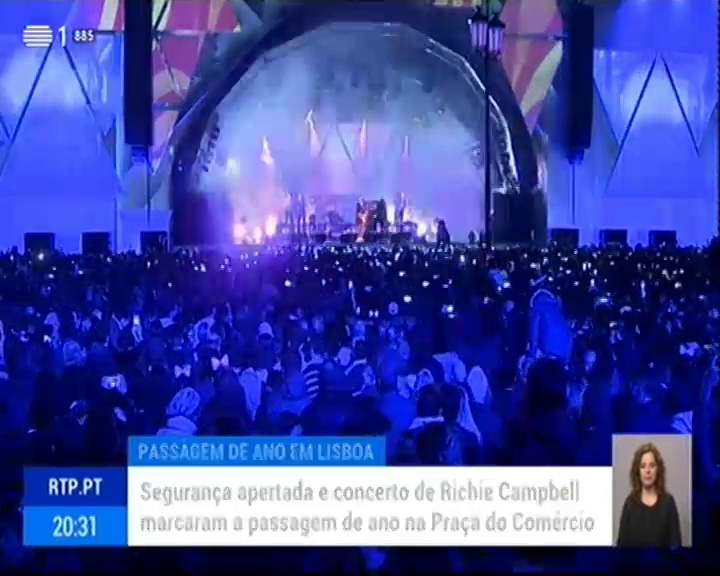 1 885
PASSAGEM DE ANO EM LISBOA
RTP.PT
Segurança apertada e concerto de Richie Campbell
20:31
marcaram a passagem de ano na Praça do Comércio